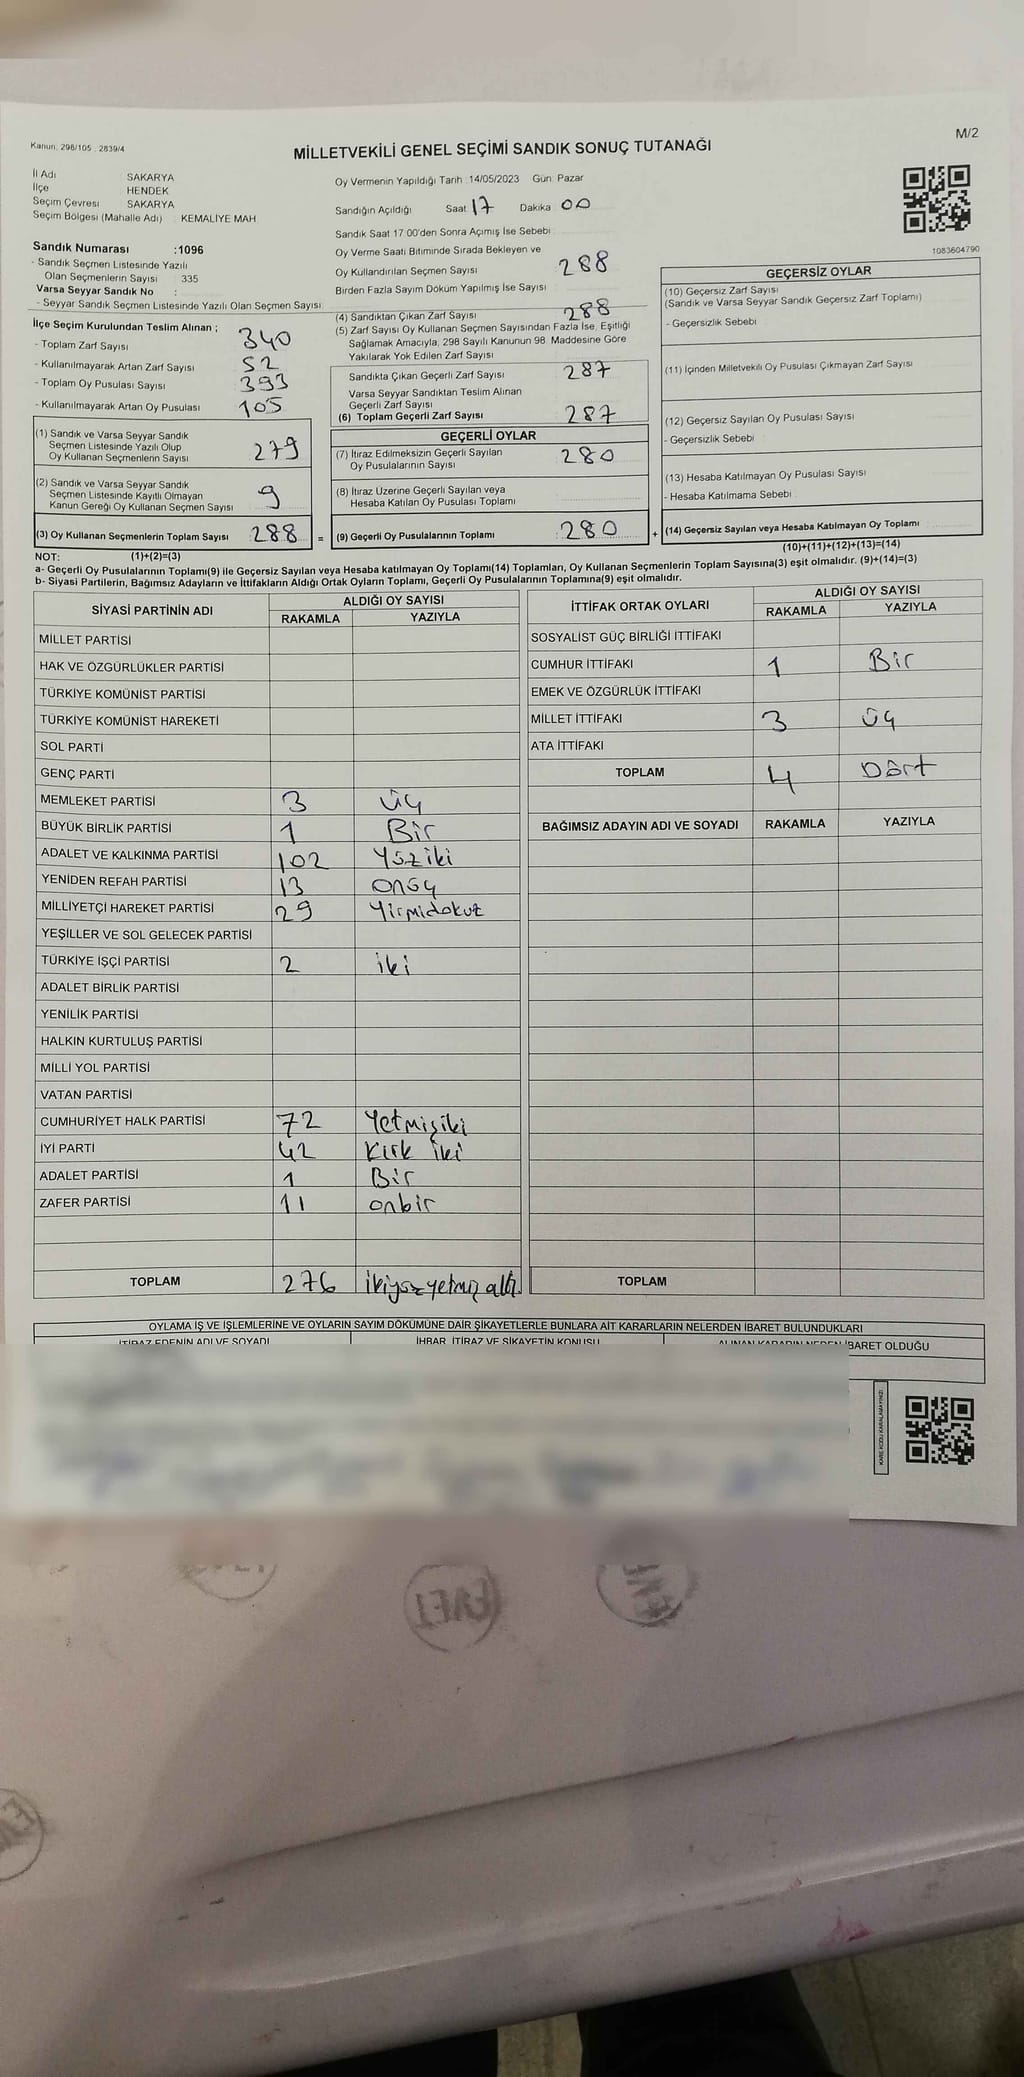 M/2
Kanun: 298/105 . 2839/4
MİLLETVEKİLİ GENEL SEÇİMİ SANDIK SONUÇ TUTANAĞI
İl Adı : SAKARYA
İlçe : HENDEK
Seçim Çevresi : SAKARYA
Seçim Bölgesi (Mahalle Adı) : KEMALİYE MAH
Sandık Numarası :1096
- Sandık Seçmen Listesinde Yazılı
Olan Seçmenlerin Sayısı : 335
Varsa Seyyar Sandık No :
- Seyyar Sandık Seçmen Listesinde Yazılı Olan Seçmen Sayısı:
İlçe Seçim Kurulundan Teslim Alınan ;
- Toplam Zarf Sayısı 340
- Kullanılmayarak Artan Zarf Sayısı 52
- Toplam Oy Pusulası Sayısı 393
- Kullanılmayarak Artan Oy Pusulası 105
(1) Sandık ve Varsa Seyyar Sandık
Seçmen Listesinde Yazılı Olup
Oy Kullanan Seçmenlerin Sayısı 279
(2) Sandık ve Varsa Seyyar Sandık
Seçmen Listesinde Kayıtlı Olmayan
Kanun Gereği Oy Kullanan Seçmen Sayısı 9
(3) Oy Kullanan Seçmenlerin Toplam Sayısı 288 =
(1)+(2)=(3)
Oy Vermenin Yapıldığı Tarih :14/05/2023 Gün: Pazar
Sandığın Açıldığı Saat 17 Dakika 00
Sandık Saat 17:00'den Sonra Açımış İse Sebebi :
Oy Verme Saati Bitiminde Sırada Bekleyen ve
Oy Kullandırılan Seçmen Sayısı 288
Birden Fazla Sayım Döküm Yapılmış İse Sayısı :
(4) Sandıktan Çıkan Zarf Sayısı 288
(5) Zarf Sayısı Oy Kullanan Seçmen Sayısından Fazla İse, Eşitliği
Sağlamak Amacıyla, 298 Sayılı Kanunun 98. Maddesine Göre
Yakılarak Yok Edilen Zarf Sayısı
Sandıkta Çıkan Geçerli Zarf Sayısı 287
Varsa Seyyar Sandıktan Teslim Alınan
Geçerli Zarf Sayısı
(6) Toplam Geçerli Zarf Sayısı 287
GEÇERLİ OYLAR
(7) İtiraz Edilmeksizin Geçerli Sayılan
Oy Pusulalarının Sayısı 280
(8) İtiraz Üzerine Geçerli Sayılan veya
Hesaba Katılan Oy Pusulası Toplamı
(9) Geçerli Oy Pusulalarının Toplamı 280 +
1083604790
GEÇERSİZ OYLAR
(10) Geçersiz Zarf Sayısı
(Sandık ve Varsa Seyyar Sandık Geçersiz Zarf Toplamı)
- Geçersizlik Sebebi :
(11) İçinden Milletvekili Oy Pusulası Çıkmayan Zarf Sayısı
(12) Geçersiz Sayılan Oy Pusulası Sayısı
- Geçersizlik Sebebi :
(13) Hesaba Katılmayan Oy Pusulası Sayısı
- Hesaba Katılmama Sebebi :
(14) Geçersiz Sayılan veya Hesaba Katılmayan Oy Toplamı
(10)+(11)+(12)+(13)=(14)
NOT:
a- Geçerli Oy Pusulalarının Toplamı(9) ile Geçersiz Sayılan veya Hesaba katılmayan Oy Toplamı(14) Toplamları, Oy Kullanan Seçmenlerin Toplam Sayısına(3) eşit olmalıdır. (9)+(14)=(3)
b- Siyasi Partilerin, Bağımsız Adayların ve İttifakların Aldığı Ortak Oyların Toplamı, Geçerli Oy Pusulalarının Toplamına(9) eşit olmalıdır.
SİYASİ PARTİNİN ADI ALDIĞI OY SAYISI
RAKAMLA YAZIYLA
MİLLET PARTİSİ
HAK VE ÖZGÜRLÜKLER PARTİSİ
TÜRKİYE KOMÜNİST PARTİSİ
TÜRKİYE KOMÜNİST HAREKETİ
SOL PARTİ
GENÇ PARTİ
MEMLEKET PARTİSİ 3 üç
BÜYÜK BİRLİK PARTİSİ 1 Bir
ADALET VE KALKINMA PARTİSİ 102 Yüziki
YENİDEN REFAH PARTİSİ 13 onüç
MİLLİYETÇİ HAREKET PARTİSİ 29 Yirmidokuz
YEŞİLLER VE SOL GELECEK PARTİSİ
TÜRKİYE İŞÇİ PARTİSİ 2 iki
ADALET BİRLİK PARTİSİ
YENİLİK PARTİSİ
HALKIN KURTULUŞ PARTİSİ
MİLLİ YOL PARTİSİ
VATAN PARTİSİ
CUMHURİYET HALK PARTİSİ 72 Yetmişiki
İYİ PARTİ 42 Kırk iki
ADALET PARTİSİ 1 Bir
ZAFER PARTİSİ 11 onbir
TOPLAM 276 ikiyüzyetmiş altı
İTTİFAK ORTAK OYLARI ALDIĞI OY SAYISI
RAKAMLA YAZIYLA
SOSYALİST GÜÇ BİRLİĞİ İTTİFAKI
CUMHUR İTTİFAKI 1 Bir
EMEK VE ÖZGÜRLÜK İTTİFAKI
MİLLET İTTİFAKI 3 üç
ATA İTTİFAKI
TOPLAM 4 Dört
BAĞIMSIZ ADAYIN ADI VE SOYADI RAKAMLA YAZIYLA
TOPLAM
OYLAMA İŞ VE İŞLEMLERİNE VE OYLARIN SAYIM DÖKÜMÜNE DAİR ŞİKAYETLERLE BUNLARA AİT KARARLARIN NELERDEN İBARET BULUNDUKLARI
İTİRAZ EDENİN ADI VE SOYADI İHBAR, İTİRAZ VE ŞİKAYETİN KONUSU ALINAN KARARIN NEDEN İBARET OLDUĞU
KARE KODU KARALAMAYINIZ!
EVET
EVET